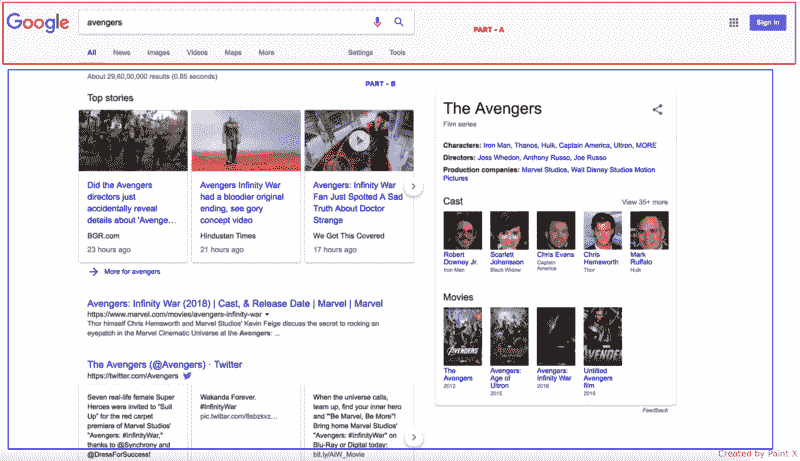 Google
avengers
PART - A
Sign in
All News Images Videos Maps More Settings Tools
About 29,60,00,000 results (0.85 seconds)
PART - B
Top stories
Did the Avengers
directors just
accidentally reveal
details about 'Avenge...
BGR.com
23 hours ago
Avengers Infinity War
had a bloodier original
ending, see gory
concept video
Hindustan Times
21 hours ago
Avengers: Infinity War
Fan Just Spotted A Sad
Truth About Doctor
Strange
We Got This Covered
17 hours ago
More for avengers
Avengers: Infinity War (2018) | Cast, & Release Date | Marvel | Marvel
https://www.marvel.com/movies/avengers-infinity-war
Thor himself Chris Hemsworth and Marvel Studios' Kevin Feige discuss the secret to rocking an
eyepatch in the Marvel Cinematic Universe at the Avengers: ...
The Avengers (@Avengers) · Twitter
https://twitter.com/Avengers
Seven real-life female Super
Heroes were invited to "Suit
Up" for the red carpet
premiere of Marvel Studios'
"Avengers: #InfinityWar,"
thanks to @Synchrony and
@DressForSuccess!
Wakanda Forever.
#InfinityWar
pic.twitter.com/8sbzkvz...
When the universe calls,
team up, find your inner hero
and "'Be Marvel, Be More'!
Bring home Marvel Studios'
"Avengers: #InfinityWar" on
Blu-Ray or Digital today:
bit.ly/AIW_Movie
The Avengers
Film series
Characters: Iron Man, Thanos, Hulk, Captain America, Ultron, MORE
Directors: Joss Whedon, Anthony Russo, Joe Russo
Production companies: Marvel Studios, Walt Disney Studios Motion
Pictures
Cast
View 35+ more
Robert
Downey Jr.
Iron Man
Scarlett
Johansson
Black Widow
Chris Evans
Captain
America
Chris
Hemsworth
Thor
Mark
Ruffalo
Hulk
Movies
AVENGERS
The
Avengers
2012
Avengers:
Age of
Ultron
2015
Avengers:
Infinity War
2018
AVENGERS
Untitled
Avengers
film
2019
Feedback
Created by Paint X